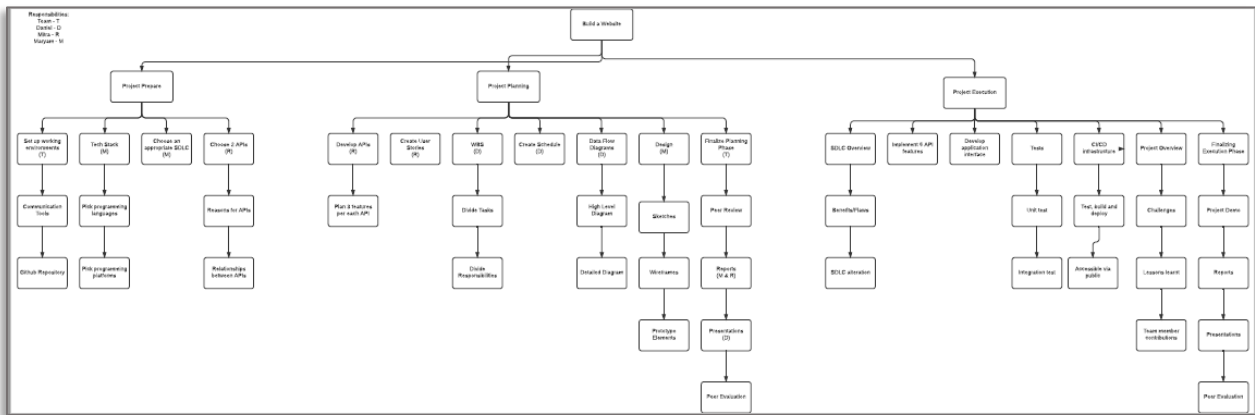 Responsibilities:
Team - T
Daniel - D
Mitra - R
Maryam - M
Build a Website
Project Prepare
Project Planning
Project Execution
Set up working
environments
(T)
Tech Stack
(M)
Choose an
appropriate SDLC
(M)
Choose 2 APIs
(R)
Develop APIs
(R)
Create User
Stories
(R)
WBS
(D)
Create Schedule
(D)
Data Flow
Diagrams
(D)
Design
(M)
Finalize Planning
Phase
(T)
SDLC Overview
Implement 6 API
features
Develop
application
interface
Tests
CI/CD
infrastructure
Project Overview
Finalizing
Execution Phase
Communication
Tools
Pick programming
languages
Reasons for APIs
Plan 3 features
per each API
Divide Tasks
High Level
Diagram
Sketches
Peer Review
Benefits/Flaws
Unit test
Test, build and
deploy
Challenges
Project Demo
Github Repository
Pick programming
platforms
Relationships
between APIs
Divide
Responsibilities
Detailed Diagram
Wireframes
Reports
(M & R)
SDLC alteration
Integration test
Accessible via
public
Lessons learnt
Reports
Prototype
Elements
Presentations
(D)
Team member
contributions
Presentations
Peer Evaluation
Peer Evaluation